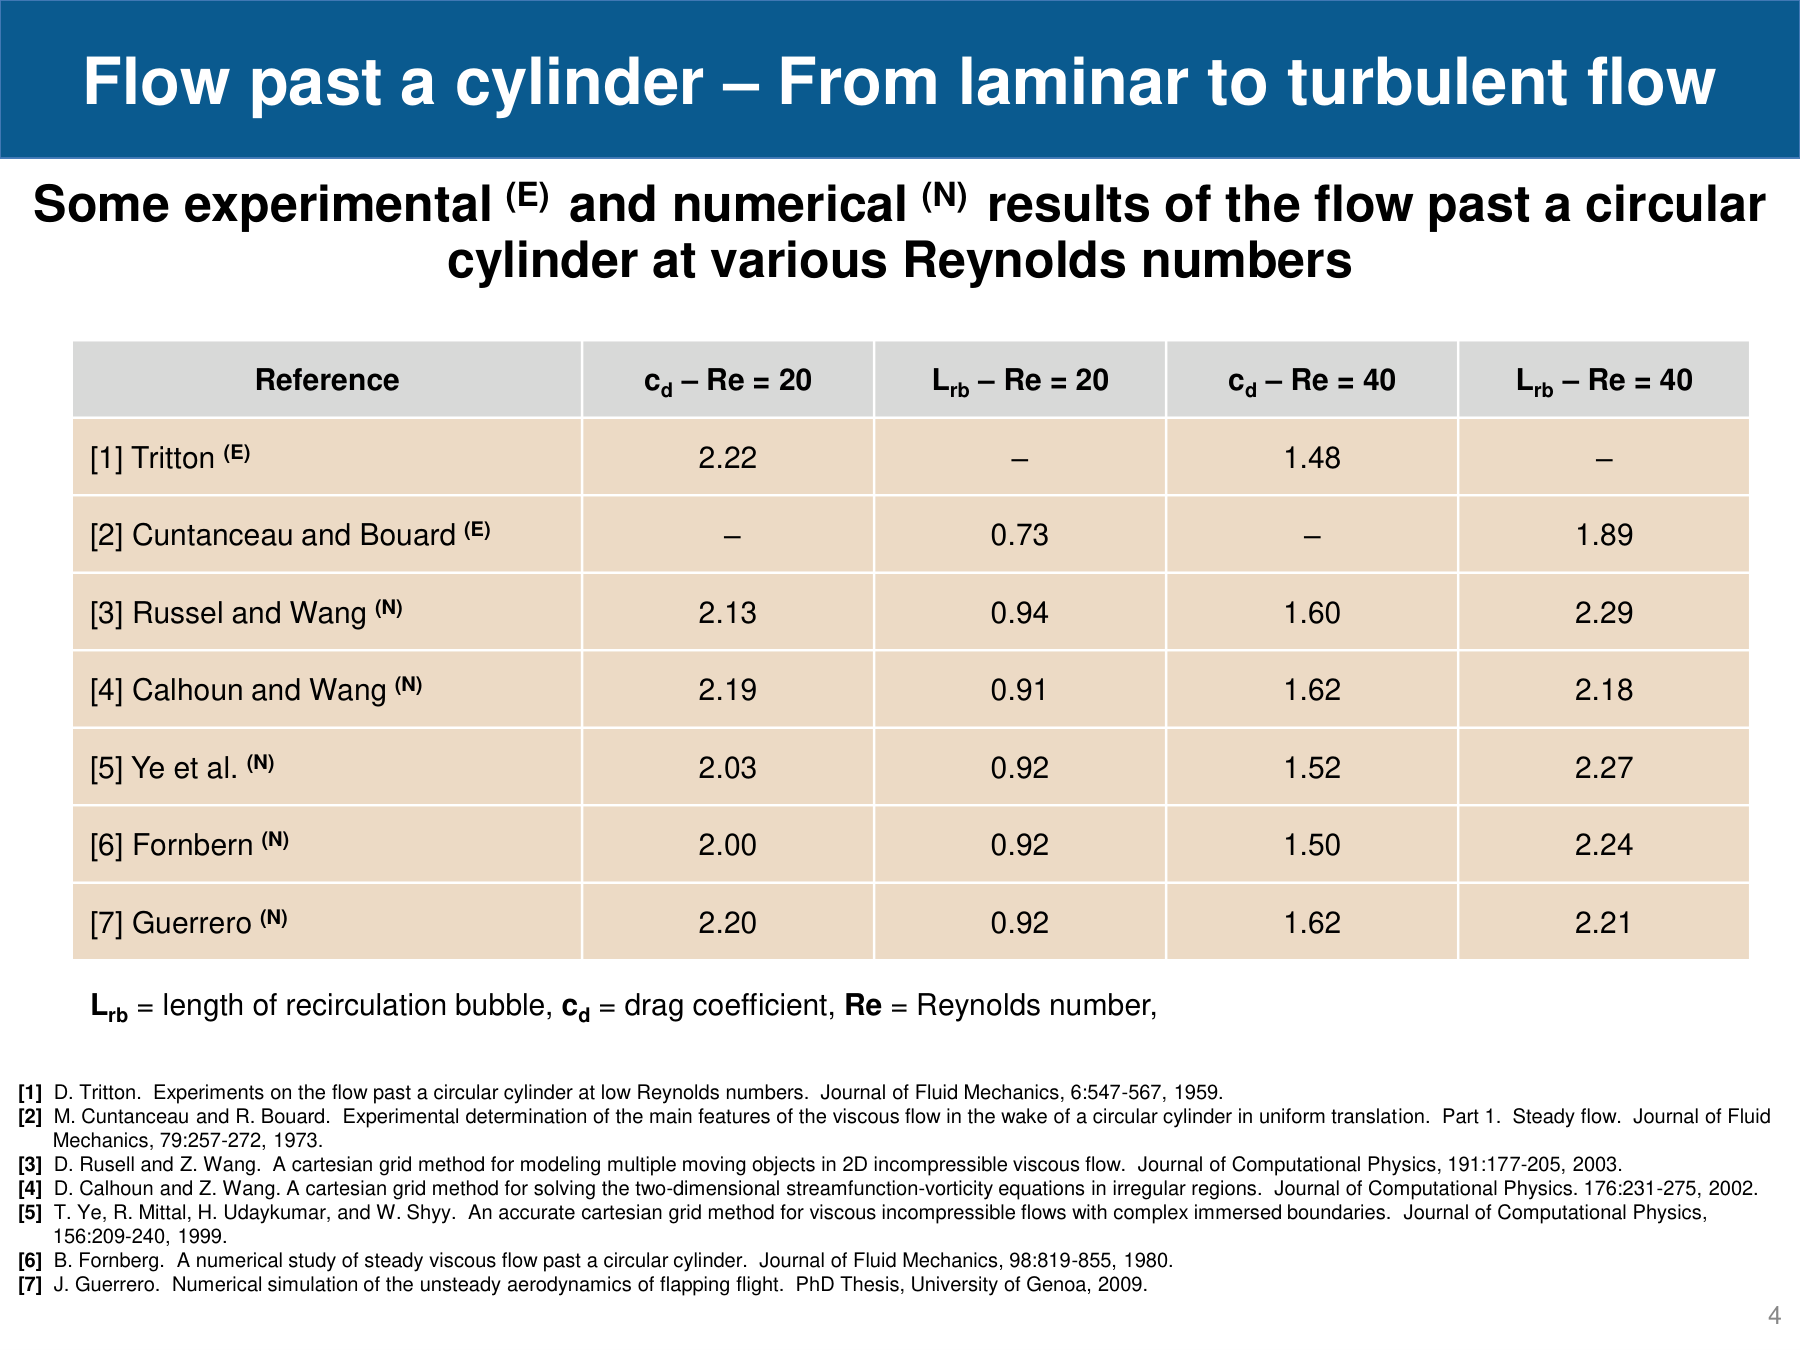 Flow past a cylinder – From laminar to turbulent flow
Some experimental (E) and numerical (N) results of the flow past a circular
cylinder at various Reynolds numbers
Reference cd – Re = 20 Lrb – Re = 20 cd – Re = 40 Lrb – Re = 40
[1] Tritton (E) 2.22 – 1.48 –
[2] Cuntanceau and Bouard (E) – 0.73 – 1.89
[3] Russel and Wang (N) 2.13 0.94 1.60 2.29
[4] Calhoun and Wang (N) 2.19 0.91 1.62 2.18
[5] Ye et al. (N) 2.03 0.92 1.52 2.27
[6] Fornbern (N) 2.00 0.92 1.50 2.24
[7] Guerrero (N) 2.20 0.92 1.62 2.21
Lrb = length of recirculation bubble, cd = drag coefficient, Re = Reynolds number,
[1] D. Tritton. Experiments on the flow past a circular cylinder at low Reynolds numbers. Journal of Fluid Mechanics, 6:547-567, 1959.
[2] M. Cuntanceau and R. Bouard. Experimental determination of the main features of the viscous flow in the wake of a circular cylinder in uniform translation. Part 1. Steady flow. Journal of Fluid
Mechanics, 79:257-272, 1973.
[3] D. Rusell and Z. Wang. A cartesian grid method for modeling multiple moving objects in 2D incompressible viscous flow. Journal of Computational Physics, 191:177-205, 2003.
[4] D. Calhoun and Z. Wang. A cartesian grid method for solving the two-dimensional streamfunction-vorticity equations in irregular regions. Journal of Computational Physics. 176:231-275, 2002.
[5] T. Ye, R. Mittal, H. Udaykumar, and W. Shyy. An accurate cartesian grid method for viscous incompressible flows with complex immersed boundaries. Journal of Computational Physics,
156:209-240, 1999.
[6] B. Fornberg. A numerical study of steady viscous flow past a circular cylinder. Journal of Fluid Mechanics, 98:819-855, 1980.
[7] J. Guerrero. Numerical simulation of the unsteady aerodynamics of flapping flight. PhD Thesis, University of Genoa, 2009.
4